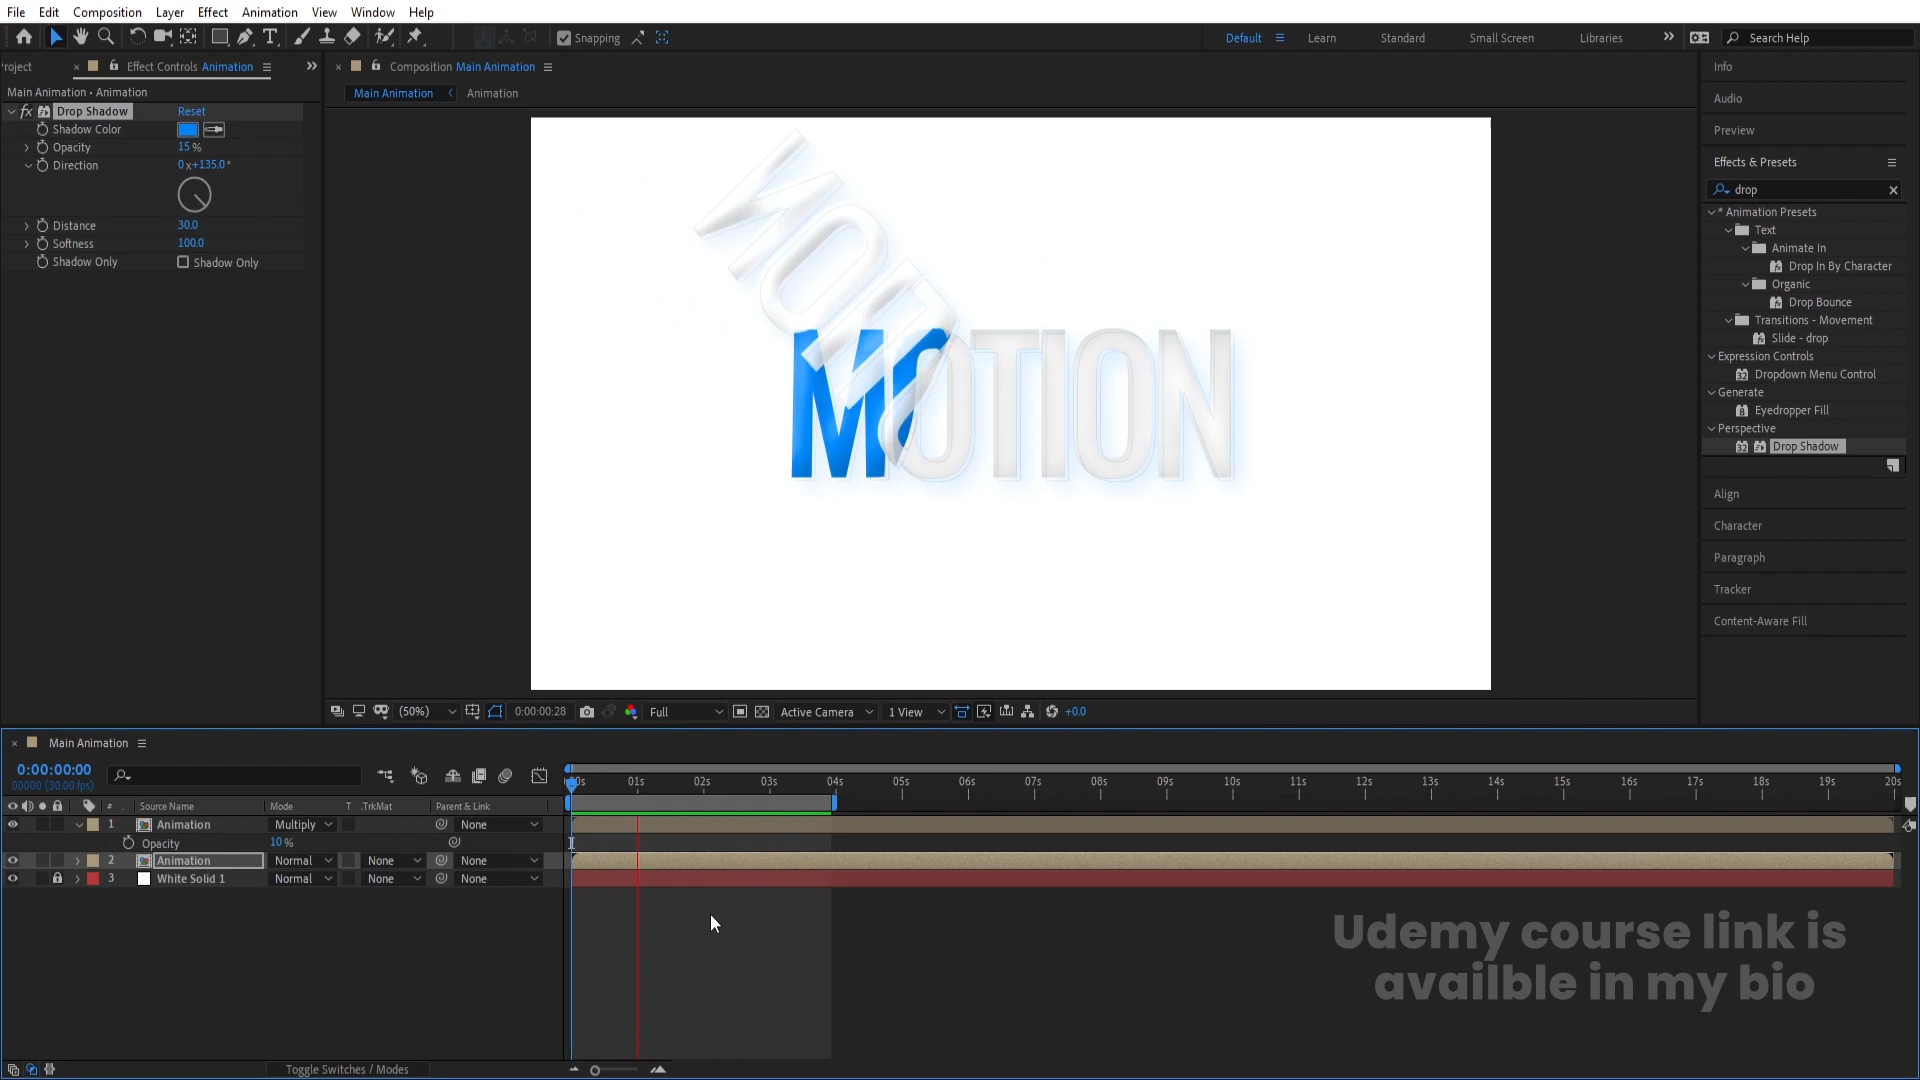 File Edit Composition Layer Effect Animation View Window Help
Snapping
Default Learn Standard Small Screen Libraries Search Help
roject Effect Controls Animation
Main Animation • Animation
fx Drop Shadow Reset
Shadow Color
Opacity 15 %
Direction 0 x+135.0 °
Distance 30.0
Softness 100.0
Shadow Only Shadow Only
Composition Main Animation
Main Animation Animation
MOTION
MOTION
(50%) 0:00:00:28 Full Active Camera 1 View +0.0
Info
Audio
Preview
Effects & Presets
drop
* Animation Presets
Text
Animate In
Drop In By Character
Organic
Drop Bounce
Transitions - Movement
Slide - drop
Expression Controls
Dropdown Menu Control
Generate
Eyedropper Fill
Perspective
Drop Shadow
Align
Character
Paragraph
Tracker
Content-Aware Fill
Main Animation
0:00:00:00
00000 (30.00 fps)
01s 02s 03s 04s 05s 06s 07s 08s 09s 10s 11s 12s 13s 14s 15s 16s 17s 18s 19s 20s
# Source Name Mode T .TrkMat Parent & Link
1 Animation Multiply None
Opacity 10 %
2 Animation Normal None None
3 White Solid 1 Normal None None
Udemy course link is
availble in my bio
Toggle Switches / Modes